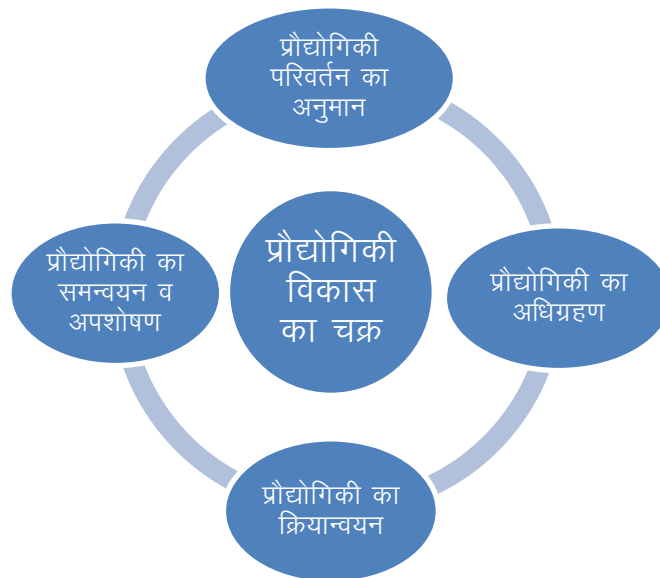 प्रौद्योगिकी
परिवर्तन का
अनुमान
प्रौद्योगिकी
विकास
का चक्र
प्रौद्योगिकी का
अधिग्रहण
प्रौद्योगिकी का
क्रियान्वयन
प्रौद्योगिकी का
समन्वयन व
अपशोषण